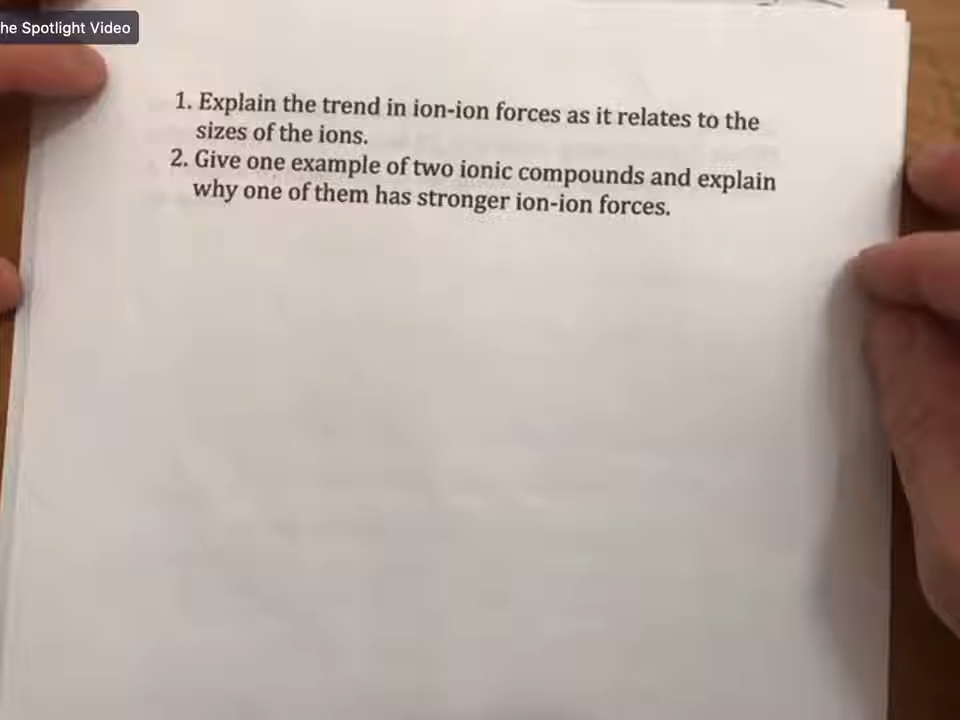 he Spotlight Video
1. Explain the trend in ion-ion forces as it relates to the
sizes of the ions.
2. Give one example of two ionic compounds and explain
why one of them has stronger ion-ion forces.